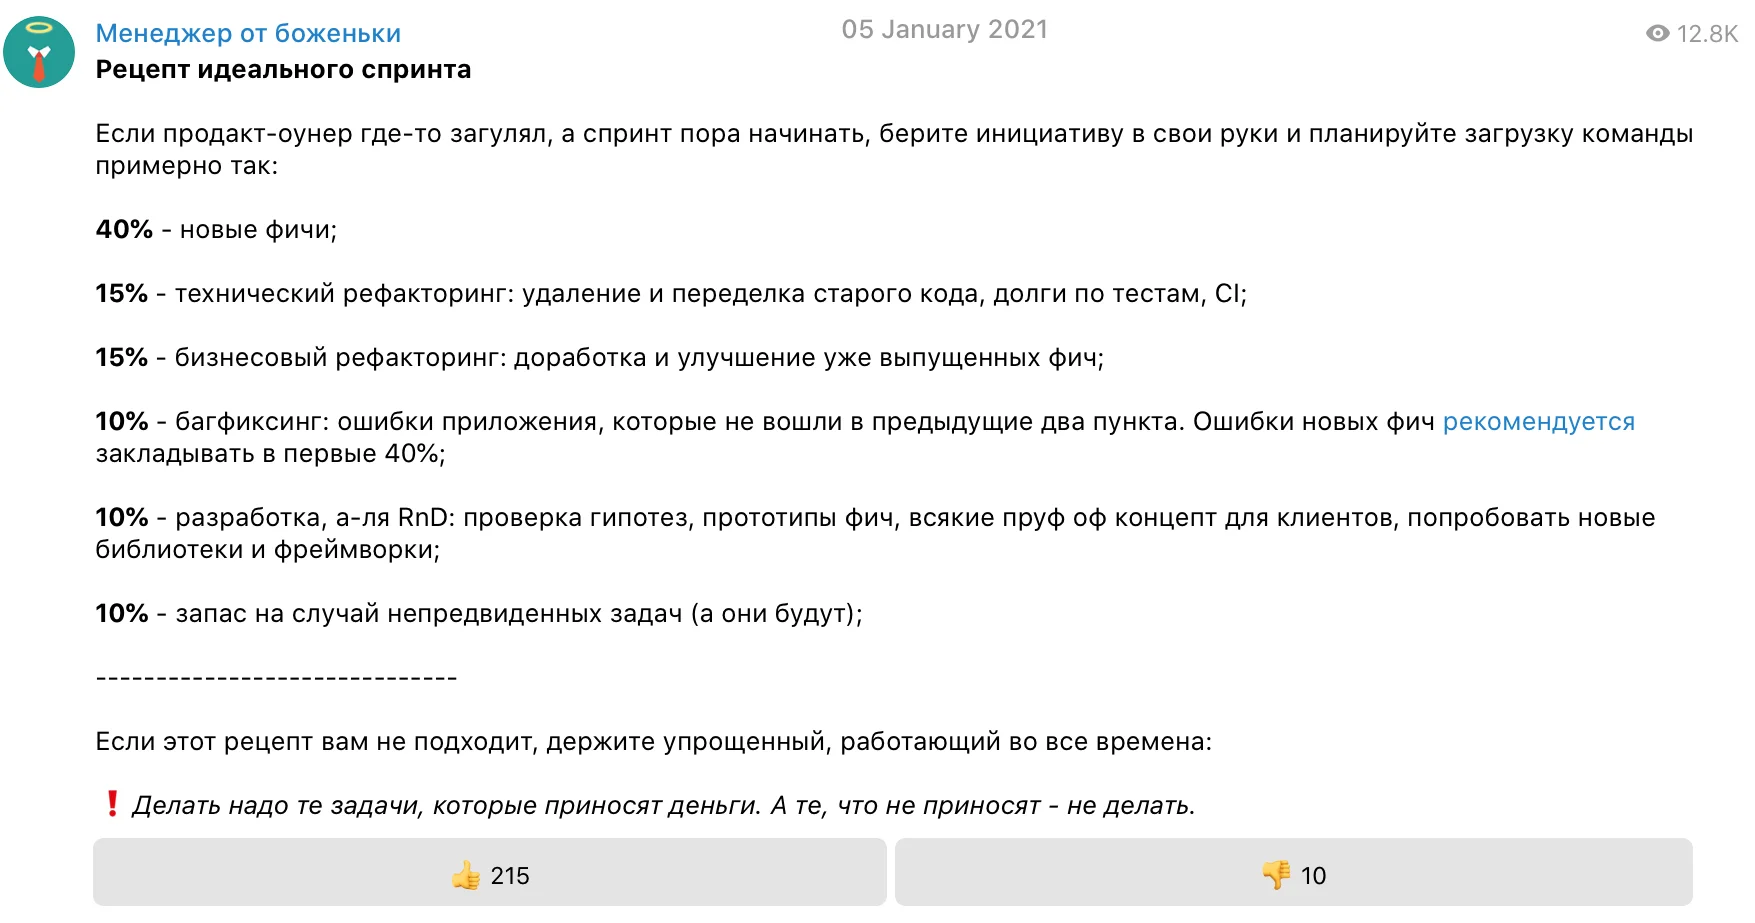 Менеджер от боженьки
05 January 2021
12.8K
Рецепт идеального спринта
Если продакт-оунер где-то загулял, а спринт пора начинать, берите инициативу в свои руки и планируйте загрузку команды
примерно так:
40% - новые фичи;
15% - технический рефакторинг: удаление и переделка старого кода, долги по тестам, CI;
15% - бизнесовый рефакторинг: доработка и улучшение уже выпущенных фич;
10% - багфиксинг: ошибки приложения, которые не вошли в предыдущие два пункта. Ошибки новых фич рекомендуется
закладывать в первые 40%;
10% - разработка, а-ля RnD: проверка гипотез, прототипы фич, всякие пруф оф концепт для клиентов, попробовать новые
библиотеки и фреймворки;
10% - запас на случай непредвиденных задач (а они будут);
------------------------------
Если этот рецепт вам не подходит, держите упрощенный, работающий во все времена:
❗ Делать надо те задачи, которые приносят деньги. А те, что не приносят - не делать.
👍 215
👎 10